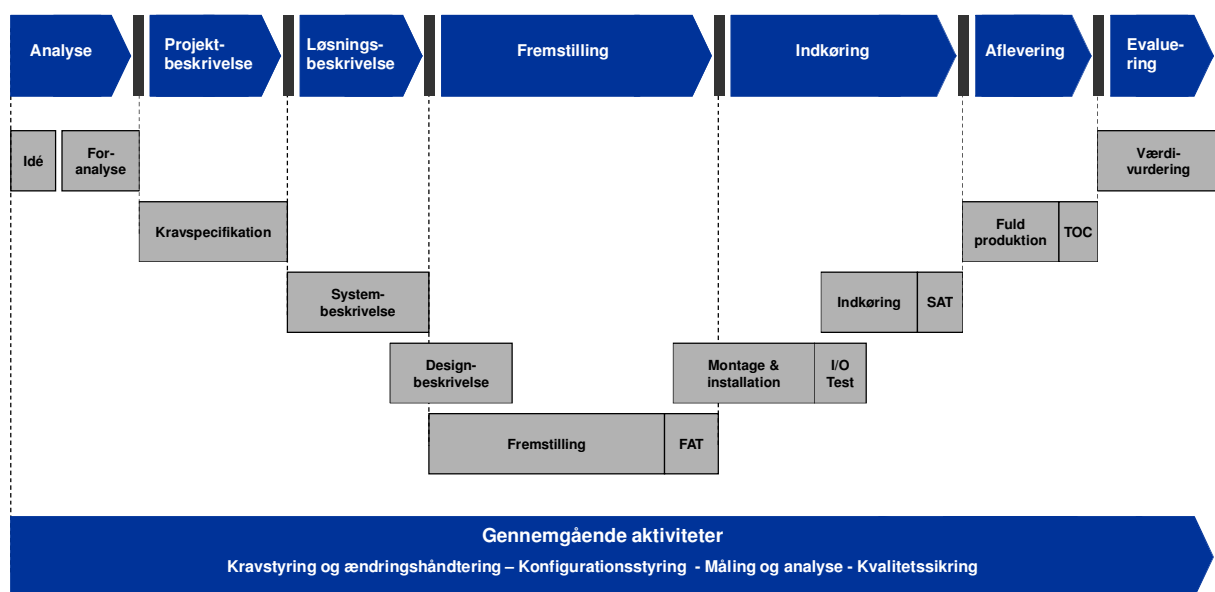 Analyse
Projekt-
beskrivelse
Løsnings-
beskrivelse
Fremstilling
Indkøring
Aflevering
Evalue-
ring
Idé
For-
analyse
Værdi-
vurdering
Kravspecifikation
Fuld
produktion
TOC
System-
beskrivelse
Indkøring
SAT
Design-
beskrivelse
Montage &
installation
I/O
Test
Fremstilling
FAT
Gennemgående aktiviteter
Kravstyring og ændringshåndtering – Konfigurationsstyring - Måling og analyse - Kvalitetssikring